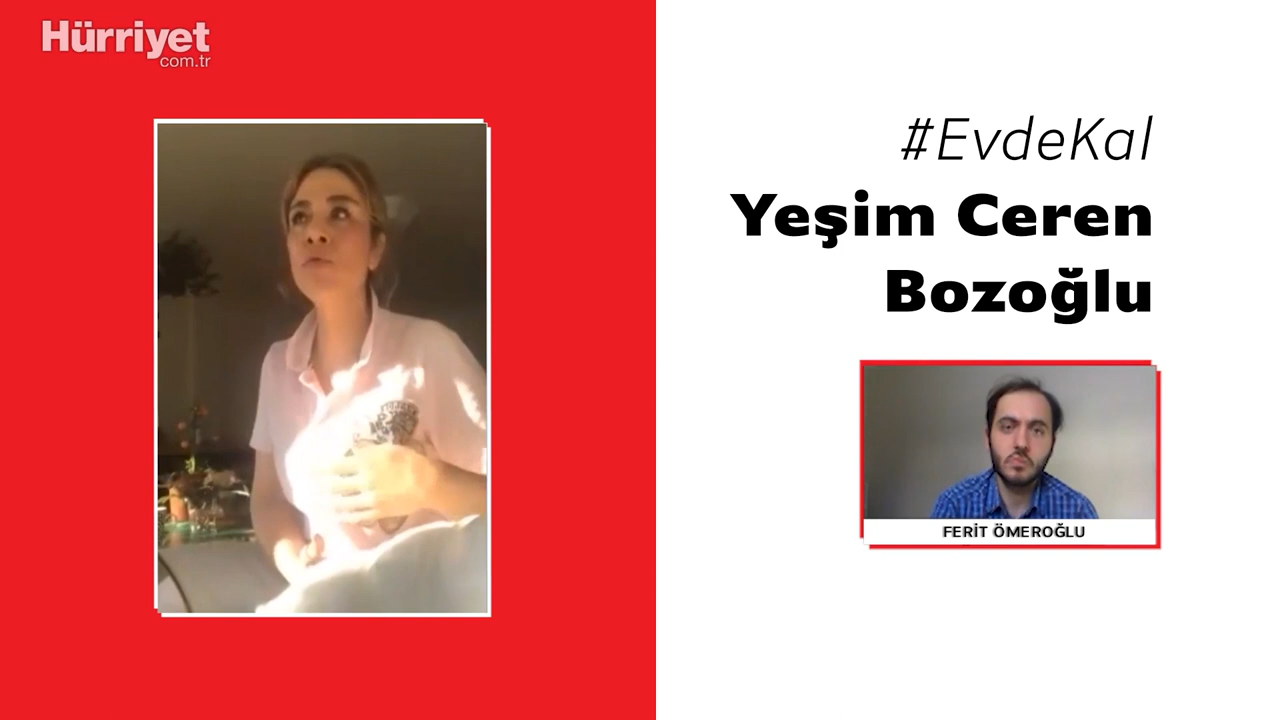 Hürriyet
com.tr
#EvdeKal
Yeşim Ceren
Bozoğlu
FERİT ÖMEROĞLU